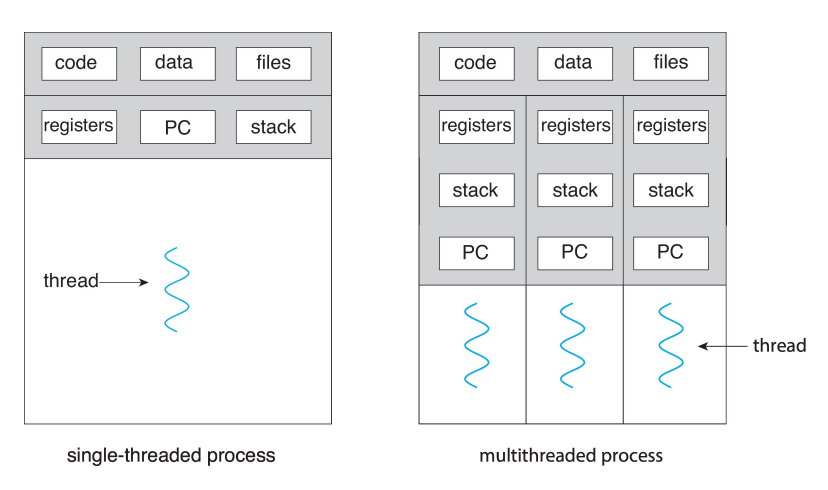 code data files
registers PC stack
thread
single-threaded process
code data files
registers registers registers
stack stack stack
PC PC PC
thread
multithreaded process